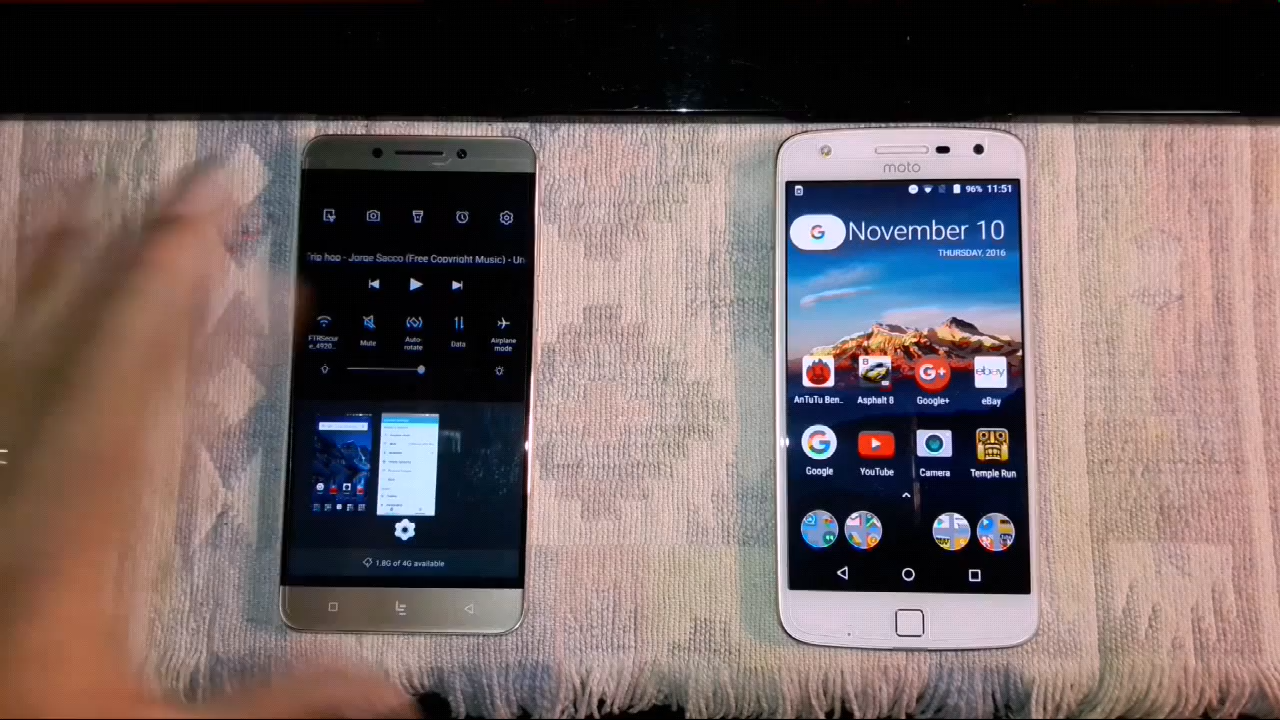 Trip hop - Jorge Sacco (Free Copyright Music) - Un
FTRSecur
e_4920..
Mute
Auto-
rotate
Data
Airplane
mode
1.8G of 4G available
moto
96% 11:51
G
November 10
THURSDAY, 2016
AnTuTu Ben..
Asphalt 8
Google+
eBay
Google
YouTube
Camera
Temple Run